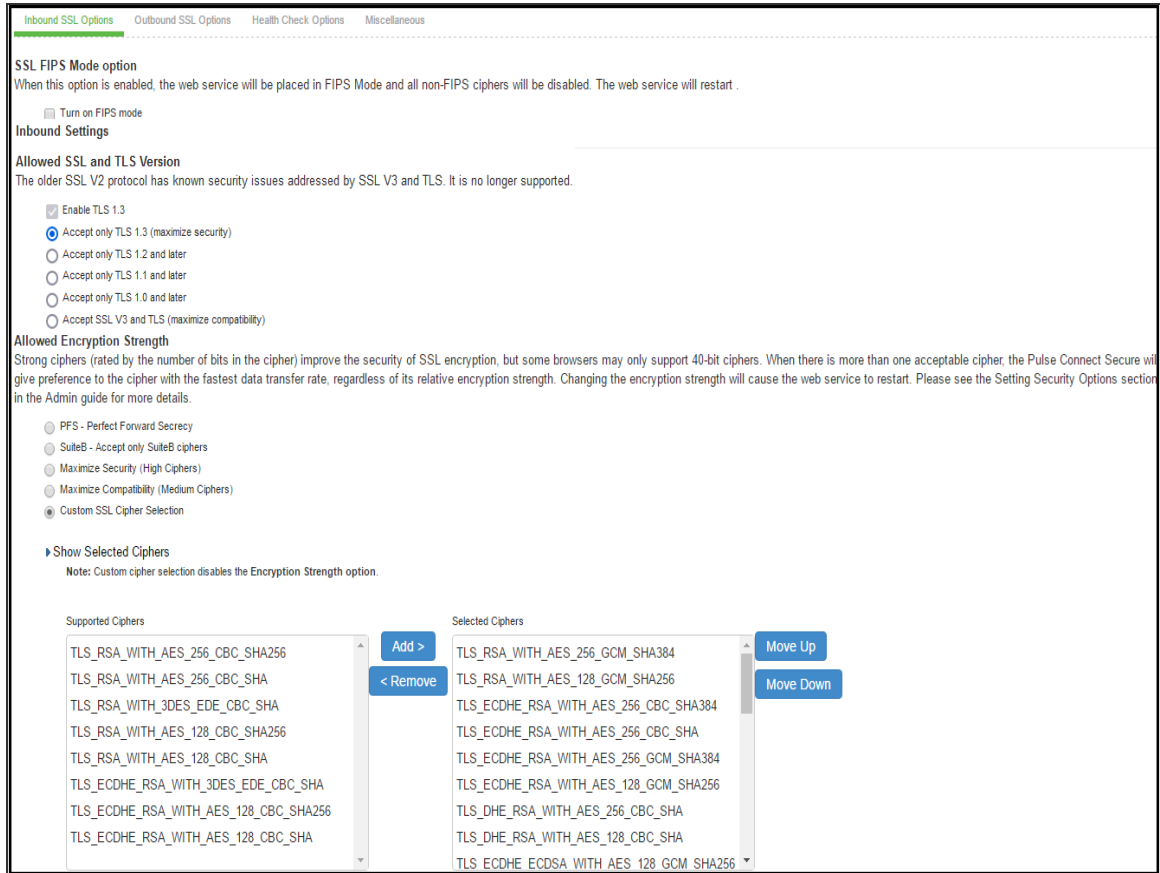 Inbound SSL Options Outbound SSL Options Health Check Options Miscellaneous
SSL FIPS Mode option
When this option is enabled, the web service will be placed in FIPS Mode and all non-FIPS ciphers will be disabled. The web service will restart .
Turn on FIPS mode
Inbound Settings
Allowed SSL and TLS Version
The older SSL V2 protocol has known security issues addressed by SSL V3 and TLS. It is no longer supported.
Enable TLS 1.3
Accept only TLS 1.3 (maximize security)
Accept only TLS 1.2 and later
Accept only TLS 1.1 and later
Accept only TLS 1.0 and later
Accept SSL V3 and TLS (maximize compatibility)
Allowed Encryption Strength
Strong ciphers (rated by the number of bits in the cipher) improve the security of SSL encryption, but some browsers may only support 40-bit ciphers. When there is more than one acceptable cipher, the Pulse Connect Secure wil
give preference to the cipher with the fastest data transfer rate, regardless of its relative encryption strength. Changing the encryption strength will cause the web service to restart. Please see the Setting Security Options section
in the Admin guide for more details.
PFS - Perfect Forward Secrecy
SuiteB - Accept only SuiteB ciphers
Maximize Security (High Ciphers)
Maximize Compatibility (Medium Ciphers)
Custom SSL Cipher Selection
Show Selected Ciphers
Note: Custom cipher selection disables the Encryption Strength option.
Supported Ciphers
TLS_RSA_WITH_AES_256_CBC_SHA256
TLS_RSA_WITH_AES_256_CBC_SHA
TLS_RSA_WITH_3DES_EDE_CBC_SHA
TLS_RSA_WITH_AES_128_CBC_SHA256
TLS_RSA_WITH_AES_128_CBC_SHA
TLS_ECDHE_RSA_WITH_3DES_EDE_CBC_SHA
TLS_ECDHE_RSA_WITH_AES_128_CBC_SHA256
TLS_ECDHE_RSA_WITH_AES_128_CBC_SHA
Add >
< Remove
Selected Ciphers
TLS_RSA_WITH_AES_256_GCM_SHA384
TLS_RSA_WITH_AES_128_GCM_SHA256
TLS_ECDHE_RSA_WITH_AES_256_CBC_SHA384
TLS_ECDHE_RSA_WITH_AES_256_CBC_SHA
TLS_ECDHE_RSA_WITH_AES_256_GCM_SHA384
TLS_ECDHE_RSA_WITH_AES_128_GCM_SHA256
TLS_DHE_RSA_WITH_AES_256_CBC_SHA
TLS_DHE_RSA_WITH_AES_128_CBC_SHA
TLS_ECDHE_ECDSA_WITH_AES_128_GCM_SHA256
Move Up
Move Down